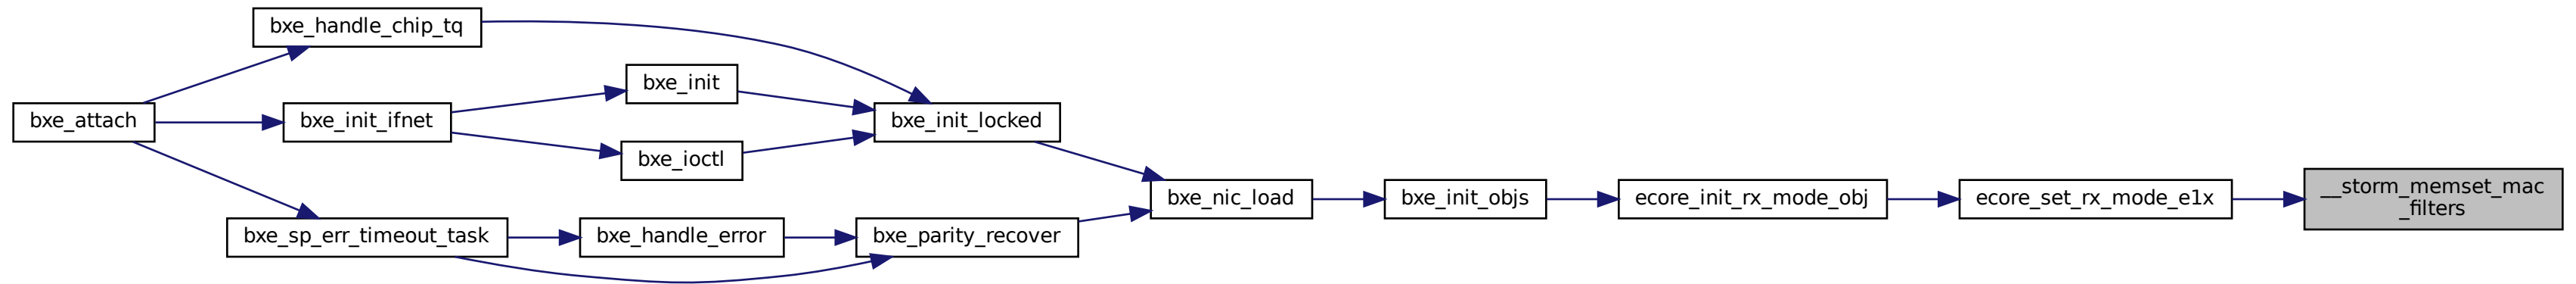 bxe_handle_chip_tq
bxe_init
bxe_attach
bxe_init_ifnet
bxe_init_locked
bxe_ioctl
bxe_nic_load
bxe_init_objs
ecore_init_rx_mode_obj
ecore_set_rx_mode_e1x
__storm_memset_mac
_filters
bxe_sp_err_timeout_task
bxe_handle_error
bxe_parity_recover